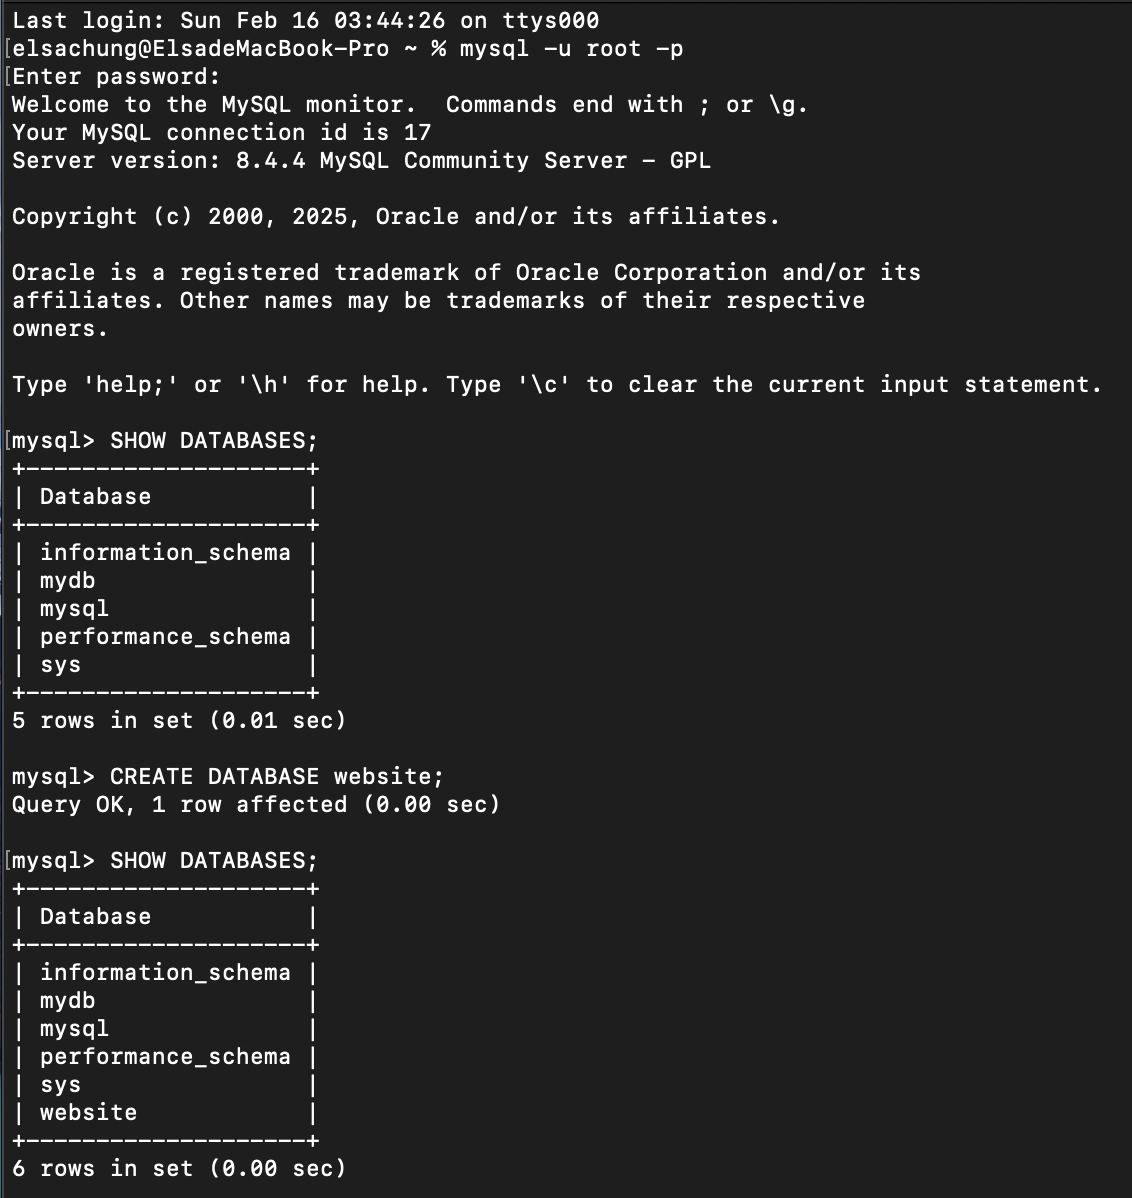 Last login: Sun Feb 16 03:44:26 on ttys000
[elsachung@ElsadeMacBook-Pro ~ % mysql -u root -p
[Enter password:
Welcome to the MySQL monitor.  Commands end with ; or \g.
Your MySQL connection id is 17
Server version: 8.4.4 MySQL Community Server - GPL

Copyright (c) 2000, 2025, Oracle and/or its affiliates.

Oracle is a registered trademark of Oracle Corporation and/or its
affiliates. Other names may be trademarks of their respective
owners.

Type 'help;' or '\h' for help. Type '\c' to clear the current input statement.

[mysql> SHOW DATABASES;
+--------------------+
| Database           |
+--------------------+
| information_schema |
| mydb               |
| mysql              |
| performance_schema |
| sys                |
+--------------------+
5 rows in set (0.01 sec)

mysql> CREATE DATABASE website;
Query OK, 1 row affected (0.00 sec)

[mysql> SHOW DATABASES;
+--------------------+
| Database           |
+--------------------+
| information_schema |
| mydb               |
| mysql              |
| performance_schema |
| sys                |
| website            |
+--------------------+
6 rows in set (0.00 sec)